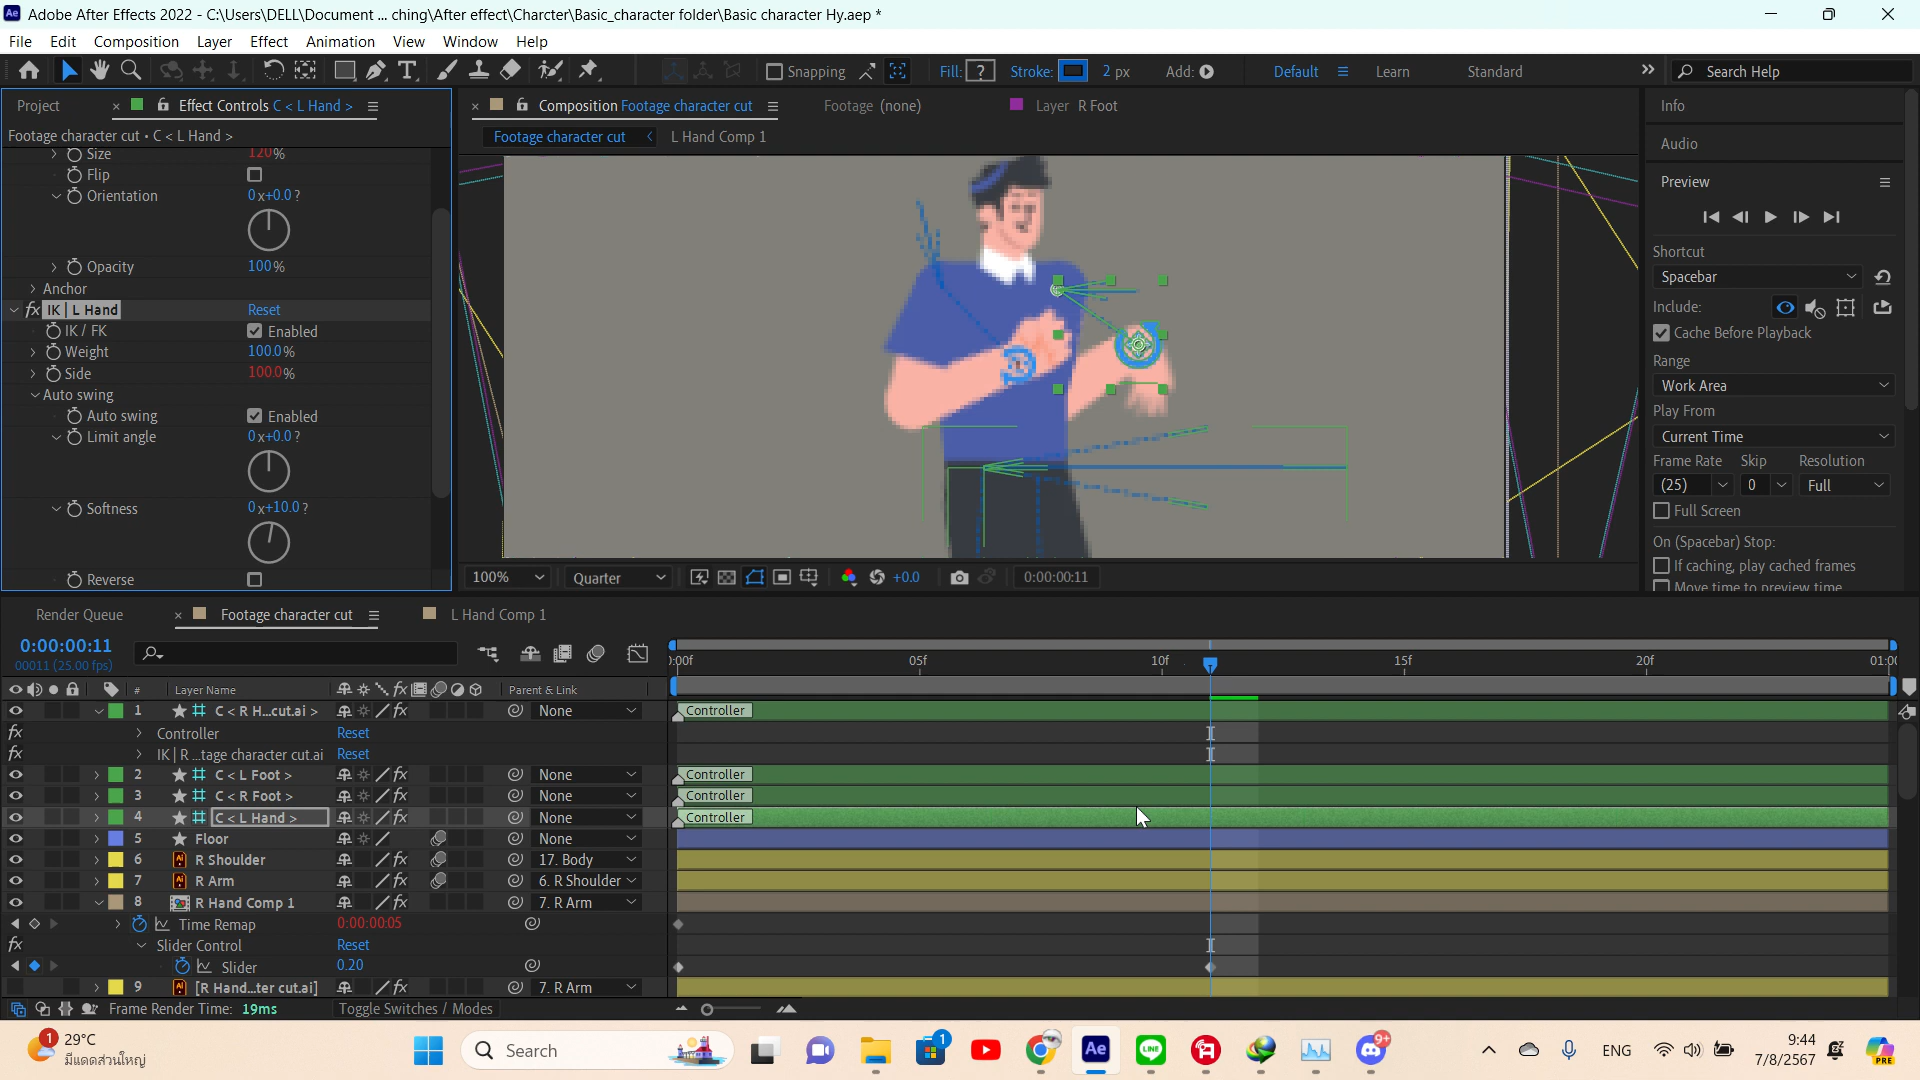 Adobe After Effects 2022 - C:\Users\DELL\Document ... ching\After effect\Charcter\Basic_character folder\Basic character Hy.aep *
File Edit Composition Layer Effect Animation View Window Help
Snapping Fill: ? Stroke: 2 px Add: Default Learn Standard Search Help
Project Effect Controls C < L Hand > Composition Footage character cut Footage (none) Layer R Foot Info
Footage character cut • C < L Hand > Footage character cut L Hand Comp 1
Size 120%
Flip
Orientation 0x+0.0?
Opacity 100%
Anchor
IK | L Hand Reset
IK / FK Enabled
Weight 100.0%
Side 100.0%
Auto swing
Auto swing Enabled
Limit angle 0x+0.0?
Softness 0x+10.0?
Reverse
100% Quarter +0.0 0:00:00:11
Audio
Preview
Shortcut
Spacebar
Include:
Cache Before Playback
Range
Work Area
Play From
Current Time
Frame Rate Skip Resolution
(25) 0 Full
Full Screen
On (Spacebar) Stop:
If caching, play cached frames
Move time to preview time
Render Queue Footage character cut L Hand Comp 1
0:00:00:11
00011 (25.00 fps)
):00f 05f 10f 15f 20f 01:0(
# Layer Name Parent & Link
1 C < R H...cut.ai > None Controller
Controller Reset
IK | R ...tage character cut.ai Reset
2 C < L Foot > None Controller
3 C < R Foot > None Controller
4 C < L Hand > None Controller
5 Floor None
6 R Shoulder 17. Body
7 R Arm 6. R Shoulder
8 R Hand Comp 1 7. R Arm
Time Remap 0:00:00:05
Slider Control Reset
Slider 0.20
9 [R Hand...ter cut.ai] 7. R Arm
Frame Render Time: 19ms Toggle Switches / Modes
1 29°C
มีแดดส่วนใหญ่
Search
1
Ae
LINE
9+
ENG
9:44
7/8/2567
PRE